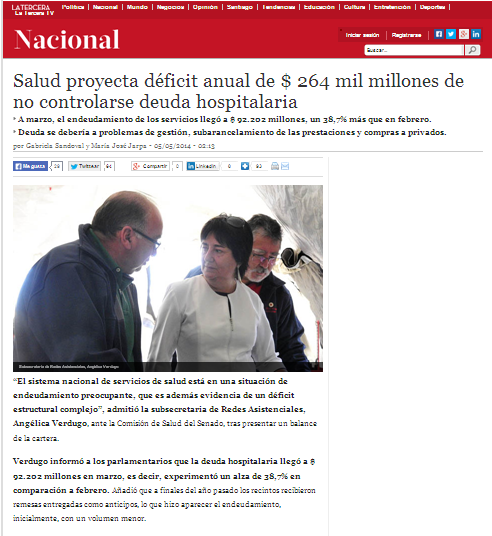 LATERCERA
La Tercera TV
Política | Nacional | Mundo | Negocios | Opinión | Santiago | Tendencias | Educación | Cultura | Entretención | Deportes |
Nacional
Iniciar sesión | Registrarse
Buscar...
Salud proyecta déficit anual de $ 264 mil millones de
no controlarse deuda hospitalaria
A marzo, el endeudamiento de los servicios llegó a $ 92.202 millones, un 38,7% más que en febrero.
Deuda se debería a problemas de gestión, subarancelamiento de las prestaciones y compras a privados.
por Gabriela Sandoval y María José Jarpa - 05/05/2014 - 02:13
Me gusta Twittear Compartir 0 LinkedIn 0
Subsecretaria de Redes Asistenciales, Angélica Verdugo
“El sistema nacional de servicios de salud está en una situación de
endeudamiento preocupante, que es además evidencia de un déficit
estructural complejo”, admitió la subsecretaria de Redes Asistenciales,
Angélica Verdugo, ante la Comisión de Salud del Senado, tras presentar un balance
de la cartera.
Verdugo informó a los parlamentarios que la deuda hospitalaria llegó a $
92.202 millones en marzo, es decir, experimentó un alza de 38,7% en
comparación a febrero. Añadió que a finales del año pasado los recintos recibieron
remesas entregadas como anticipos, lo que hizo aparecer el endeudamiento,
inicialmente, con un volumen menor.